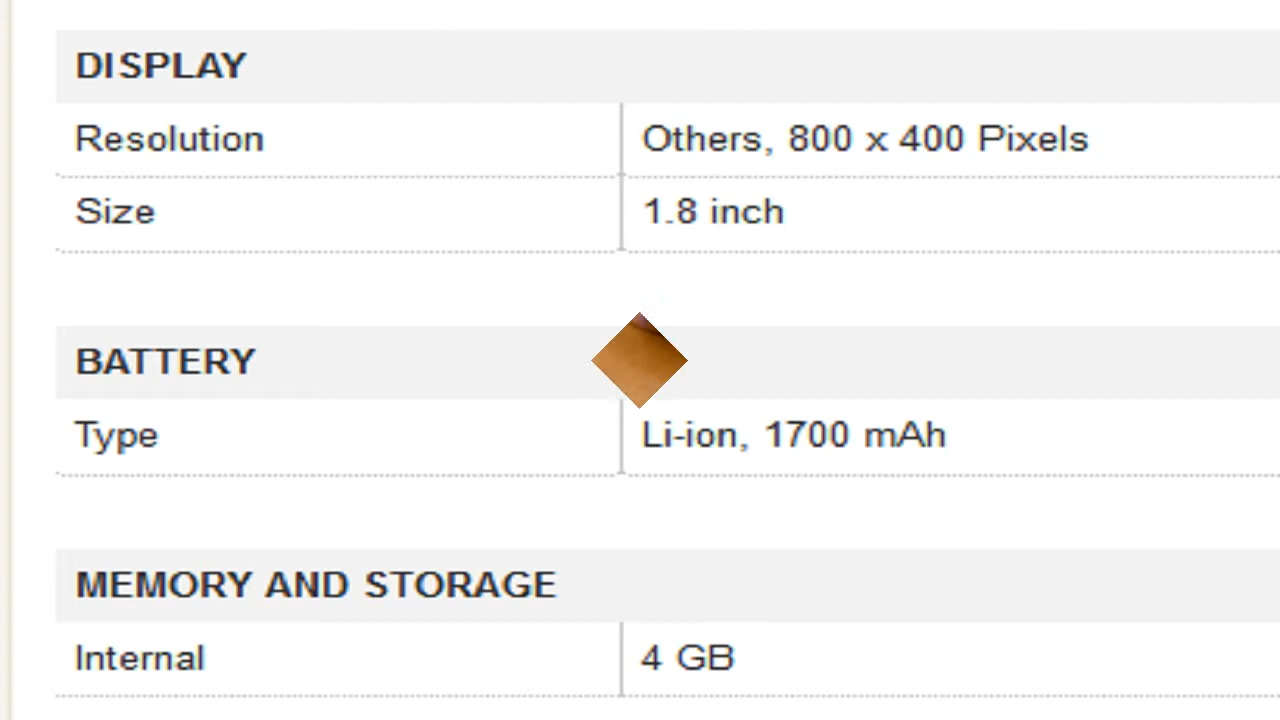 DISPLAY
Resolution Others, 800 x 400 Pixels
Size 1.8 inch
BATTERY
Type Li-ion, 1700 mAh
MEMORY AND STORAGE
Internal 4 GB